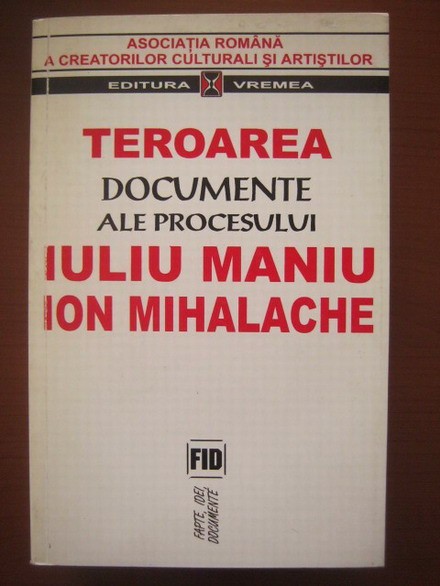 ASOCIAȚIA ROMÂNĂ
A CREATORILOR CULTURALI ȘI ARTIȘTILOR
EDITURA VREMEA
TEROAREA
DOCUMENTE
ALE PROCESULUI
IULIU MANIU
ION MIHALACHE
FID
FAPTE, IDEI,
DOCUMENTE